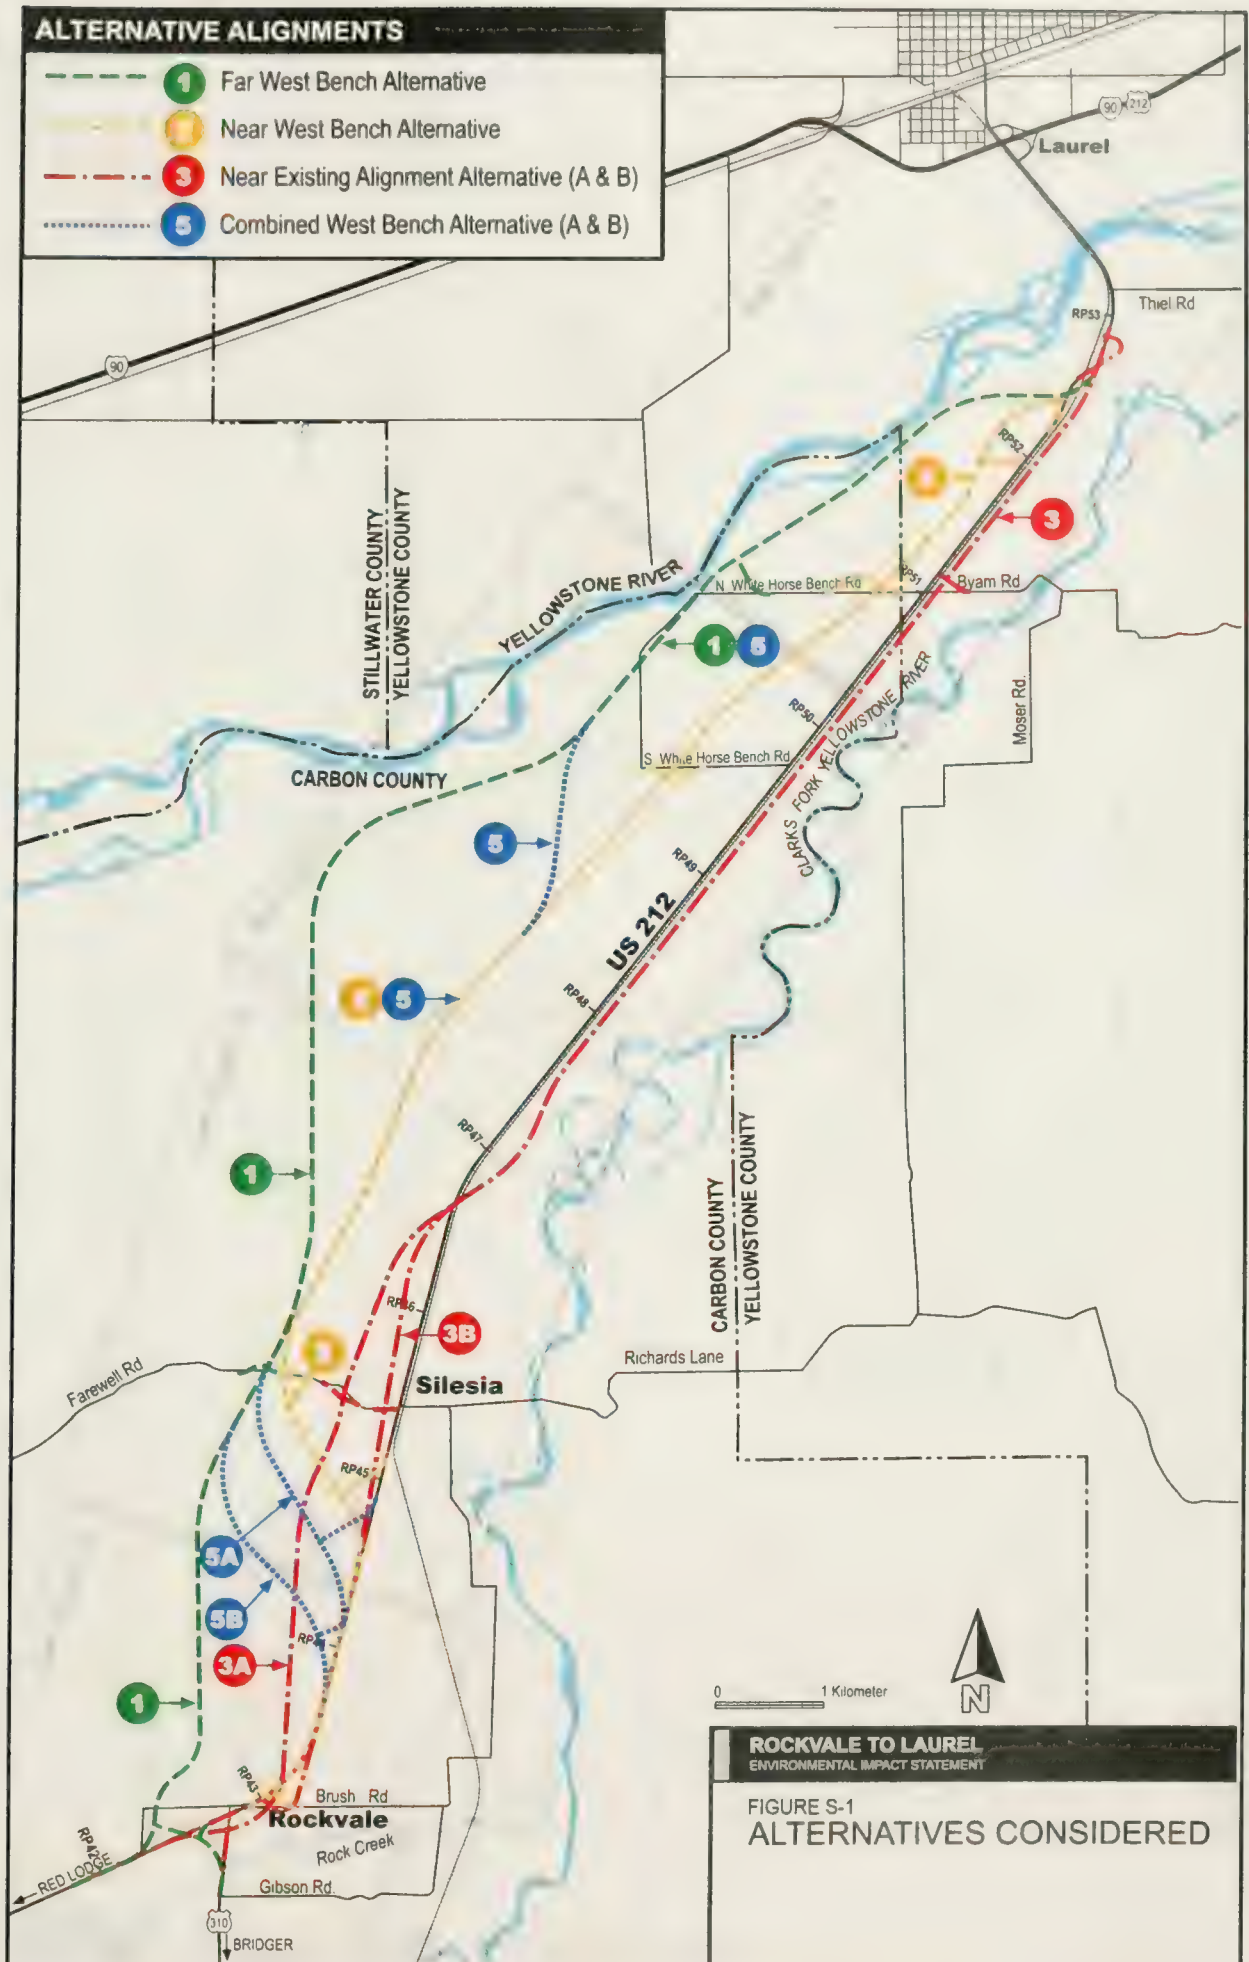 ALTERNATIVE ALIGNMENTS
1 Far West Bench Alternative
Near West Bench Alternative
3 Near Existing Alignment Alternative (A & B)
5 Combined West Bench Alternative (A & B)
90 212
Laurel
Thiel Rd
RP53
90
RP52
3
STILLWATER COUNTY
YELLOWSTONE COUNTY
YELLOWSTONE RIVER
N White Horse Bench Rd
RP51
Byam Rd
1 5
Moser Rd.
RP50
CARBON COUNTY
S White Horse Bench Rd
CLARKS FORK YELLOWSTONE RIVER
5
RP49
US 212
5
RP48
RP47
1
CARBON COUNTY
YELLOWSTONE COUNTY
3B
Richards Lane
Farewell Rd
Silesia
RP45
5A
5B
3A
1
0 1 Kilometer
N
RP43
Brush Rd
Rockvale
Rock Creek
RP42
RED LODGE
Gibson Rd.
310
BRIDGER
ROCKVALE TO LAUREL
ENVIRONMENTAL IMPACT STATEMENT
FIGURE S-1
ALTERNATIVES CONSIDERED